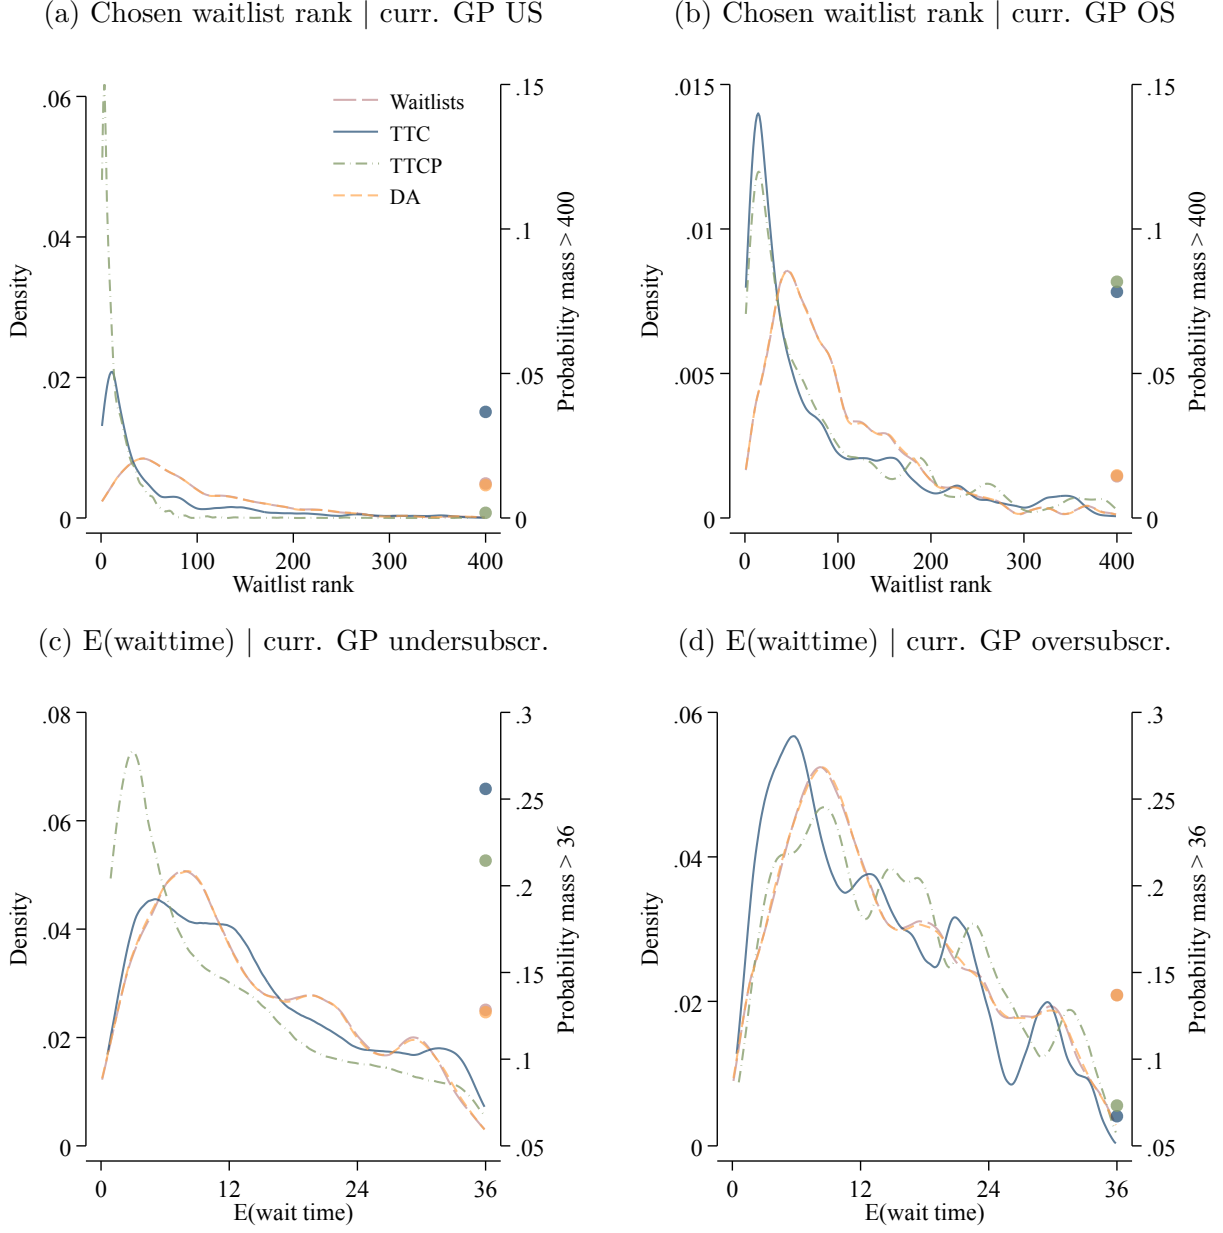 (a) Chosen waitlist rank | curr. GP US
.06
.04
.02
0
Density
.15
.1
.05
0
Probability mass > 400
Waitlists
TTC
TTCP
DA
0 100 200 300 400
Waitlist rank
(b) Chosen waitlist rank | curr. GP OS
.015
.01
.005
0
Density
.15
.1
.05
0
Probability mass > 400
0 100 200 300 400
Waitlist rank
(c) E(waittime) | curr. GP undersubscr.
.08
.06
.04
.02
0
Density
.3
.25
.2
.15
.1
.05
Probability mass > 36
0 12 24 36
E(wait time)
(d) E(waittime) | curr. GP oversubscr.
.06
.04
.02
0
Density
.3
.25
.2
.15
.1
.05
Probability mass > 36
0 12 24 36
E(wait time)